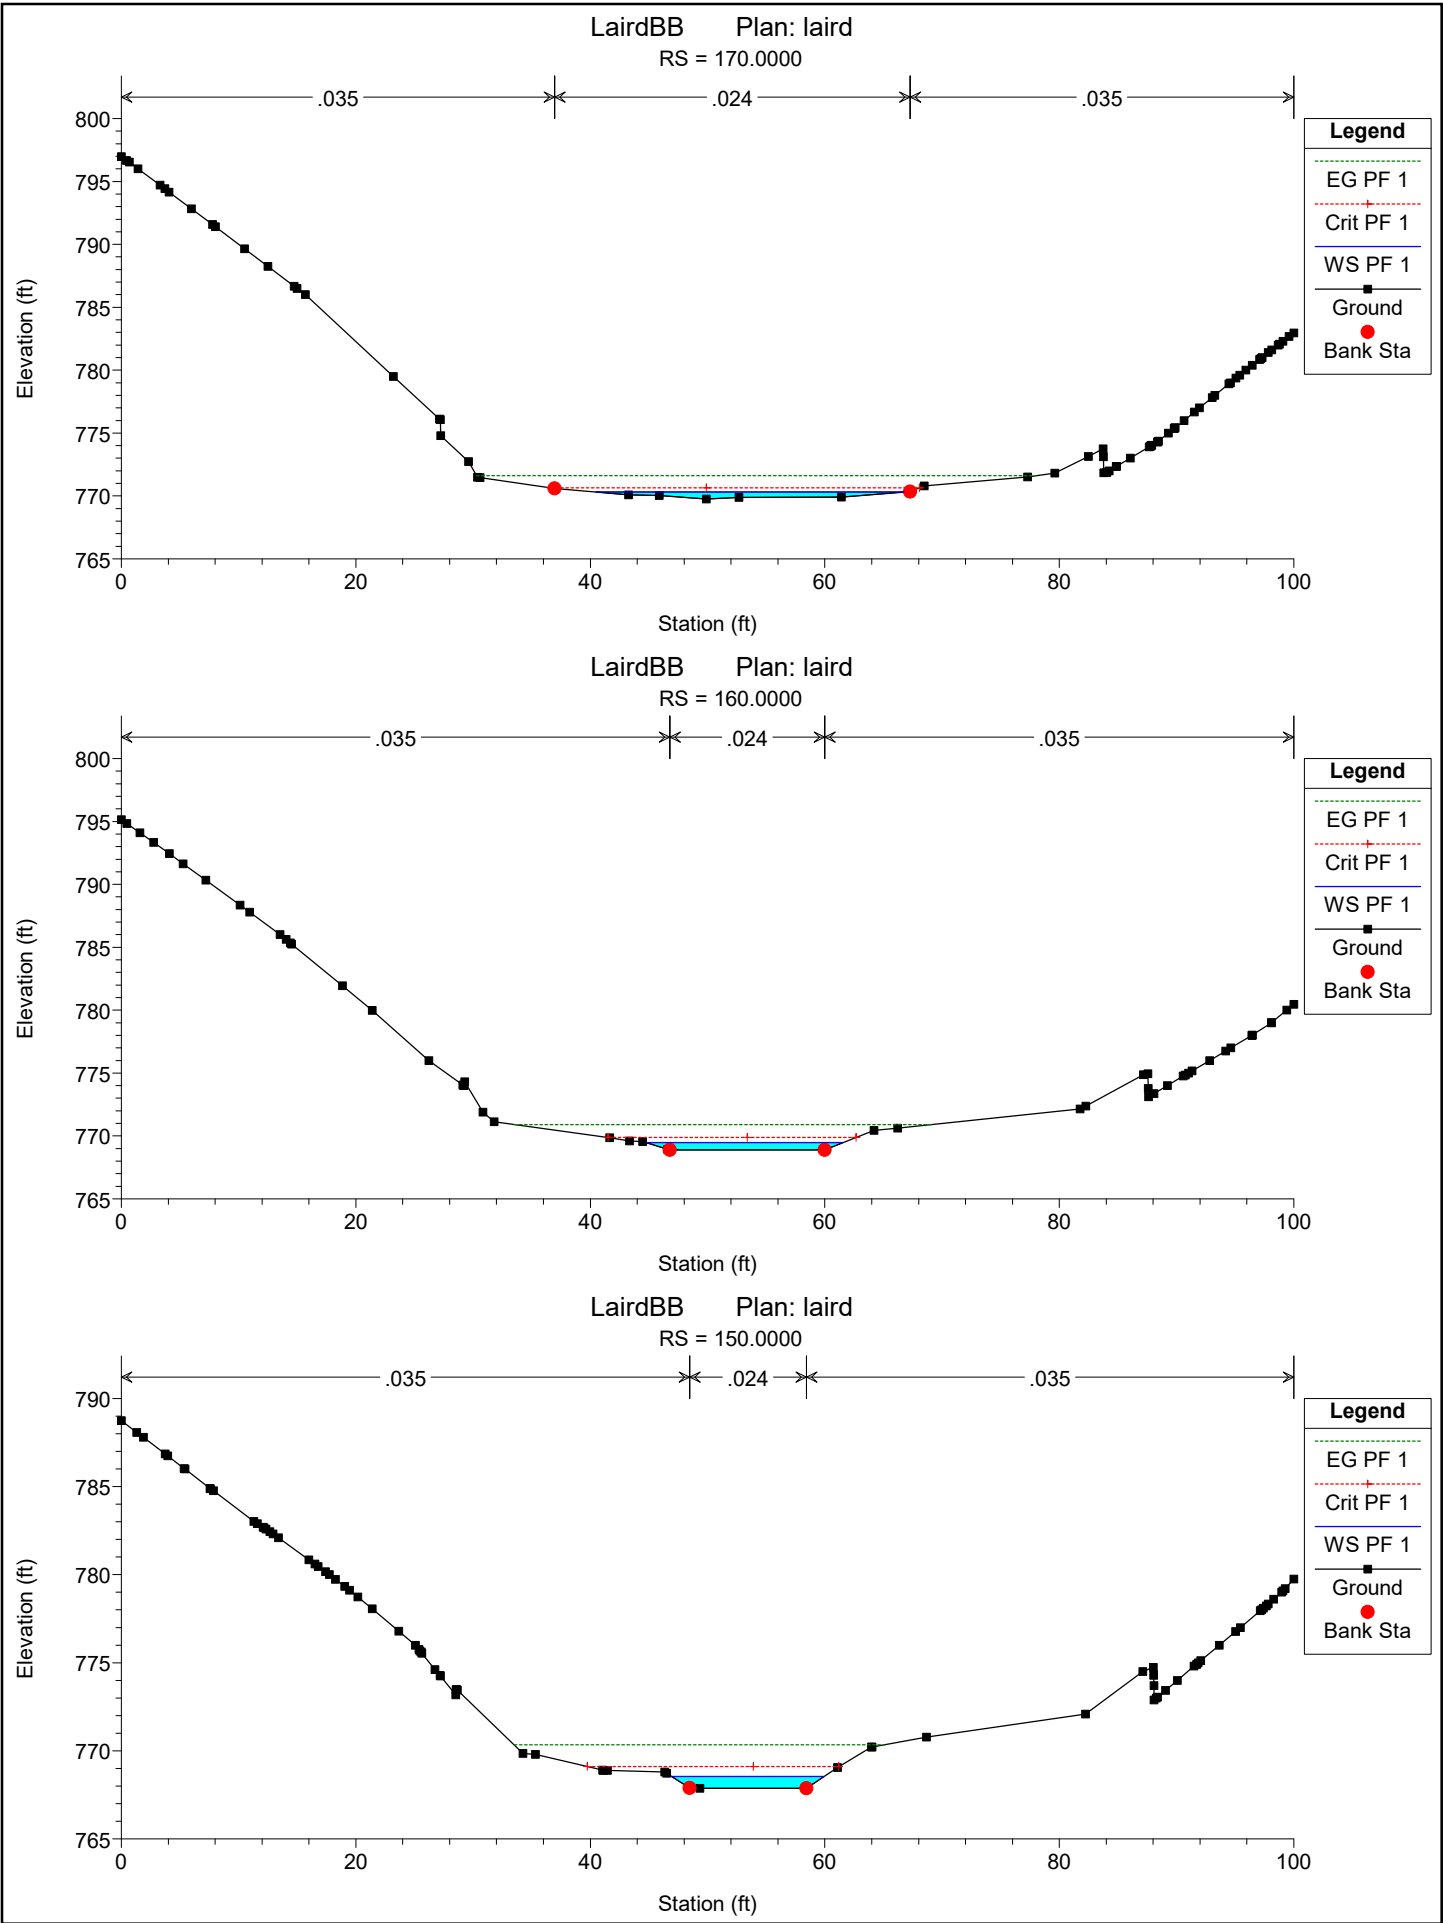 LairdBB Plan: laird
RS = 170.0000
.035 .024 .035
800
795
790
785
780
775
770
765
Elevation (ft)
0 20 40 60 80 100
Station (ft)
Legend
EG PF 1
Crit PF 1
WS PF 1
Ground
Bank Sta
LairdBB Plan: laird
RS = 160.0000
.035 .024 .035
800
795
790
785
780
775
770
765
Elevation (ft)
0 20 40 60 80 100
Station (ft)
Legend
EG PF 1
Crit PF 1
WS PF 1
Ground
Bank Sta
LairdBB Plan: laird
RS = 150.0000
.035 .024 .035
790
785
780
775
770
765
Elevation (ft)
0 20 40 60 80 100
Station (ft)
Legend
EG PF 1
Crit PF 1
WS PF 1
Ground
Bank Sta